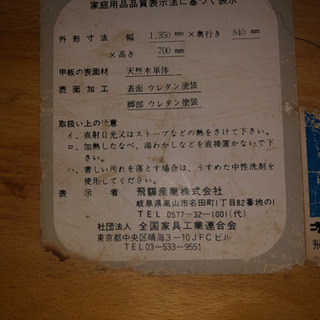 家庭用品品質表示法に基づく表示
外形寸法 幅 1,350 mm×奥行き 840 mm
×高さ 700 mm
甲板の表面材 天然木単体
表面加工 表面 ウレタン塗装
脚部 ウレタン塗装
取扱い上の注意
イ、直射日光又はストーブなどの熱をさけて下さい。
ロ、加熱したなべ、湯わかしなどを直接置かないで下さい。
ハ、著しい汚れを落とす場合は、うすめた中性洗剤を使用してください。
表示者 飛騨産業株式会社
岐阜県高山市名田町1丁目82番地の1
TEL 0577-32-1001(代)
社団法人 全国家具工業連合会
東京都中央区晴海3-10JFCビル
TEL03-533-9551